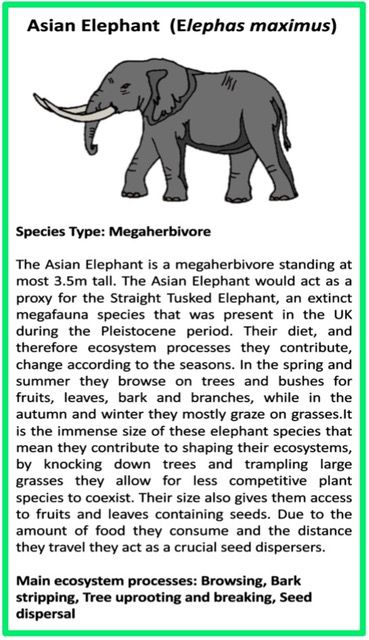 Asian Elephant (Elephas maximus)
Species Type: Megaherbivore
The Asian Elephant is a megaherbivore standing at
most 3.5m tall. The Asian Elephant would act as a
proxy for the Straight Tusked Elephant, an extinct
megafauna species that was present in the UK
during the Pleistocene period. Their diet, and
therefore ecosystem processes they contribute,
change according to the seasons. In the spring and
summer they browse on trees and bushes for
fruits, leaves, bark and branches, while in the
autumn and winter they mostly graze on grasses.It
is the immense size of these elephant species that
mean they contribute to shaping their ecosystems,
by knocking down trees and trampling large
grasses they allow for less competitive plant
species to coexist. Their size also gives them access
to fruits and leaves containing seeds. Due to the
amount of food they consume and the distance
they travel they act as a crucial seed dispersers.
Main ecosystem processes: Browsing, Bark
stripping, Tree uprooting and breaking, Seed
dispersal